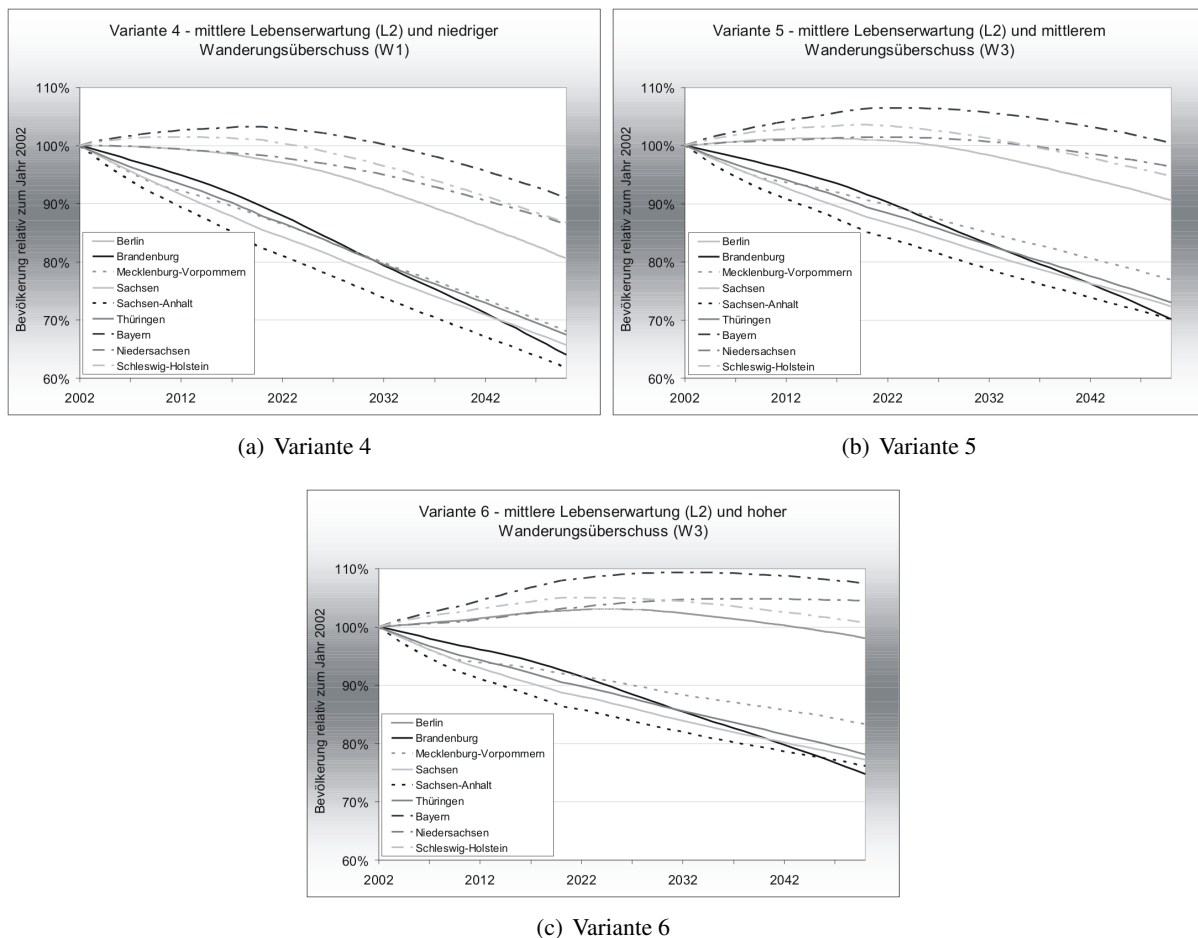 Variante 4 - mittlere Lebenserwartung (L2) und niedriger
Wanderungsüberschuss (W1)
Bevölkerung relativ zum Jahr 2002
110%
100%
90%
80%
70%
60%
Berlin
Brandenburg
Mecklenburg-Vorpommern
Sachsen
Sachsen-Anhalt
Thüringen
Bayern
Niedersachsen
Schleswig-Holstein
2002 2012 2022 2032 2042
(a) Variante 4
Variante 5 - mittlere Lebenserwartung (L2) und mittlerem
Wanderungsüberschuss (W3)
Bevölkerung relativ zum Jahr 2002
110%
100%
90%
80%
70%
60%
Berlin
Brandenburg
Mecklenburg-Vorpommern
Sachsen
Sachsen-Anhalt
Thüringen
Bayern
Niedersachsen
Schleswig-Holstein
2002 2012 2022 2032 2042
(b) Variante 5
Variante 6 - mittlere Lebenserwartung (L2) und hoher
Wanderungsüberschuss (W3)
Bevölkerung relativ zum Jahr 2002
110%
100%
90%
80%
70%
60%
Berlin
Brandenburg
Mecklenburg-Vorpommern
Sachsen
Sachsen-Anhalt
Thüringen
Bayern
Niedersachsen
Schleswig-Holstein
2002 2012 2022 2032 2042
(c) Variante 6